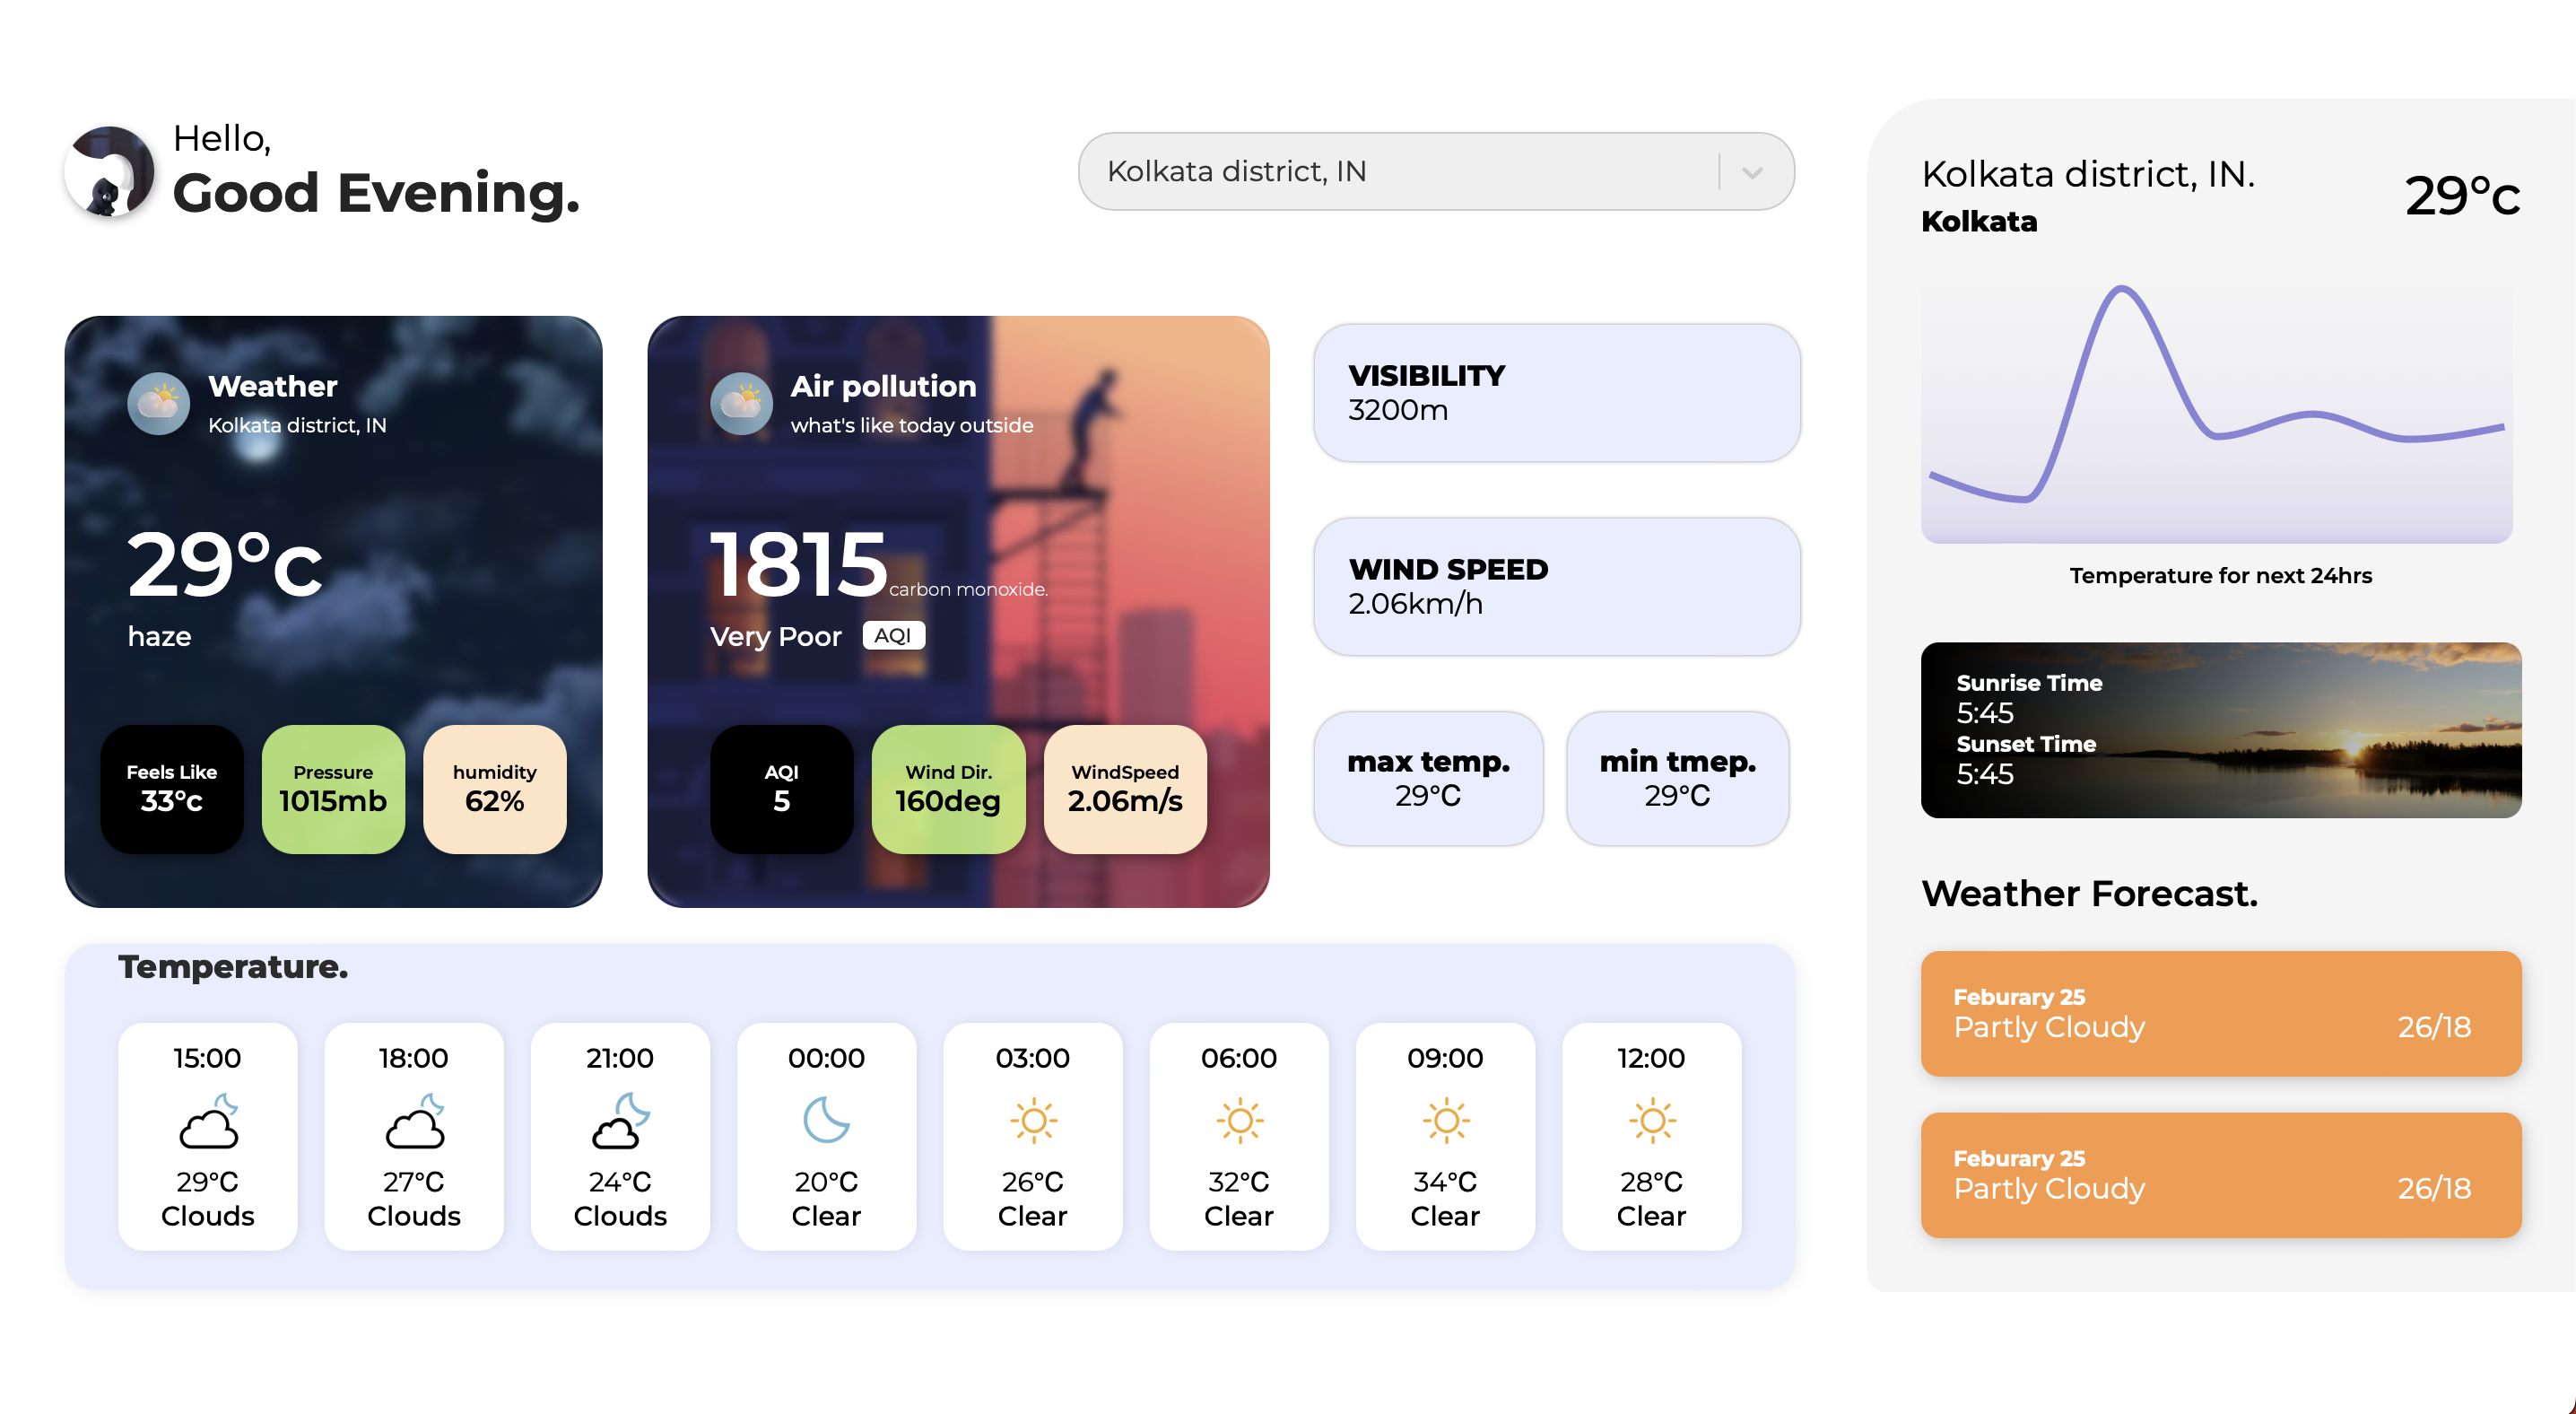 Hello,
Good Evening.
Kolkata district, IN
Weather
Kolkata district, IN
29°c
haze
Feels Like
33°c
Pressure
1015mb
humidity
62%
Air pollution
what's like today outside
1815 carbon monoxide.
Very Poor AQI
AQI
5
Wind Dir.
160deg
WindSpeed
2.06m/s
VISIBILITY
3200m
WIND SPEED
2.06km/h
max temp.
29°C
min tmep.
29°C
Temperature.
15:00
29°C
Clouds
18:00
27°C
Clouds
21:00
24°C
Clouds
00:00
20°C
Clear
03:00
26°C
Clear
06:00
32°C
Clear
09:00
34°C
Clear
12:00
28°C
Clear
Kolkata district, IN.
Kolkata
29°c
Temperature for next 24hrs
Sunrise Time
5:45
Sunset Time
5:45
Weather Forecast.
Feburary 25
Partly Cloudy 26/18
Feburary 25
Partly Cloudy 26/18